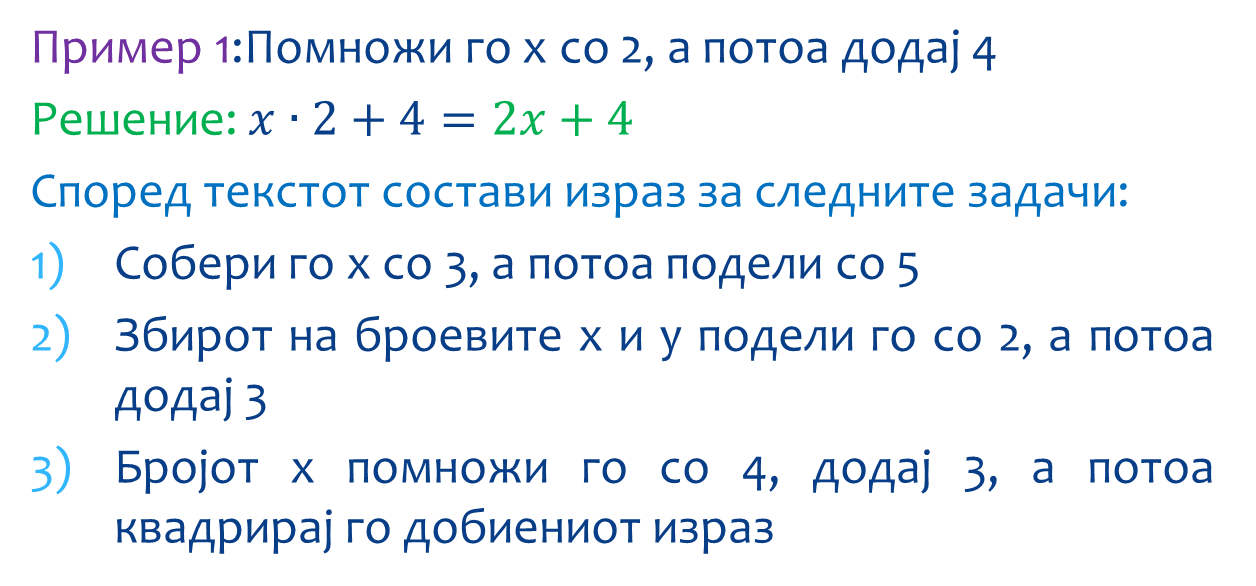 Пример 1:Помножи го x со 2, а потоа додај 4
Решение: x · 2 + 4 = 2x + 4
Според текстот состави израз за следните задачи:
1) Собери го x со 3, а потоа подели со 5
2) Збирот на броевите x и y подели го со 2, а потоа
додај 3
3) Бројот x помножи го со 4, додај 3, а потоа
квадрирај го добиениот израз